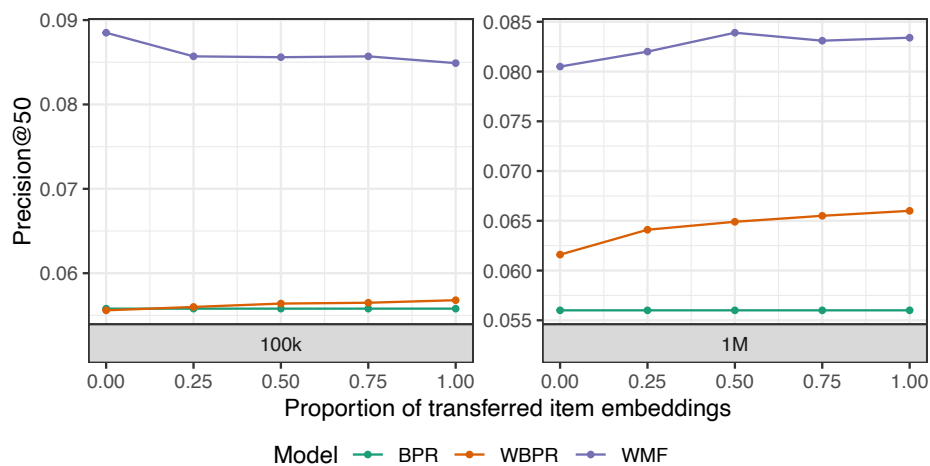 Precision@50
0.09
0.08
0.07
0.06
100k
0.00 0.25 0.50 0.75 1.00
0.085
0.080
0.075
0.070
0.065
0.060
0.055
1M
0.00 0.25 0.50 0.75 1.00
Proportion of transferred item embeddings
Model BPR WBPR WMF